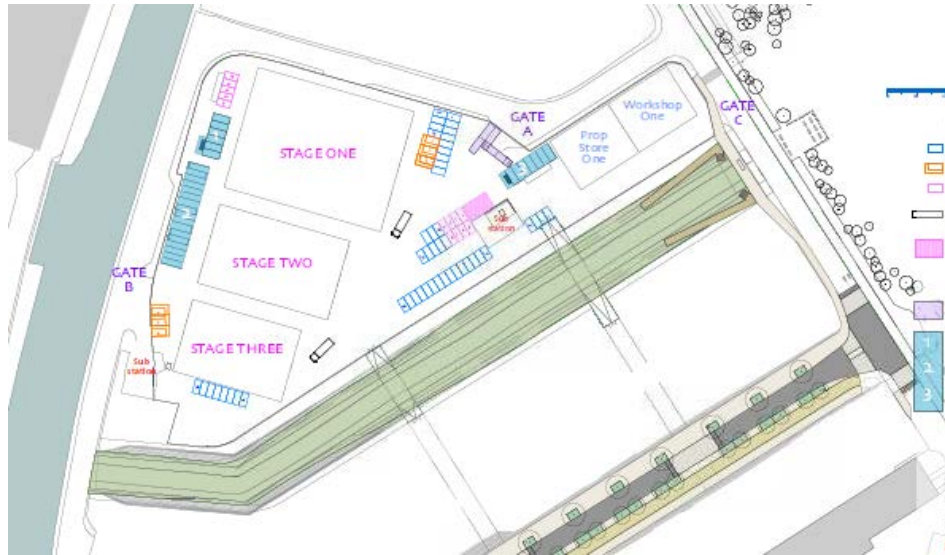 GATE
A
GATE
C
Workshop
One
Prop
Store
One
1
STAGE ONE
3
2
Sub
station
STAGE TWO
GATE
B
STAGE THREE
Sub
station
1
2
3